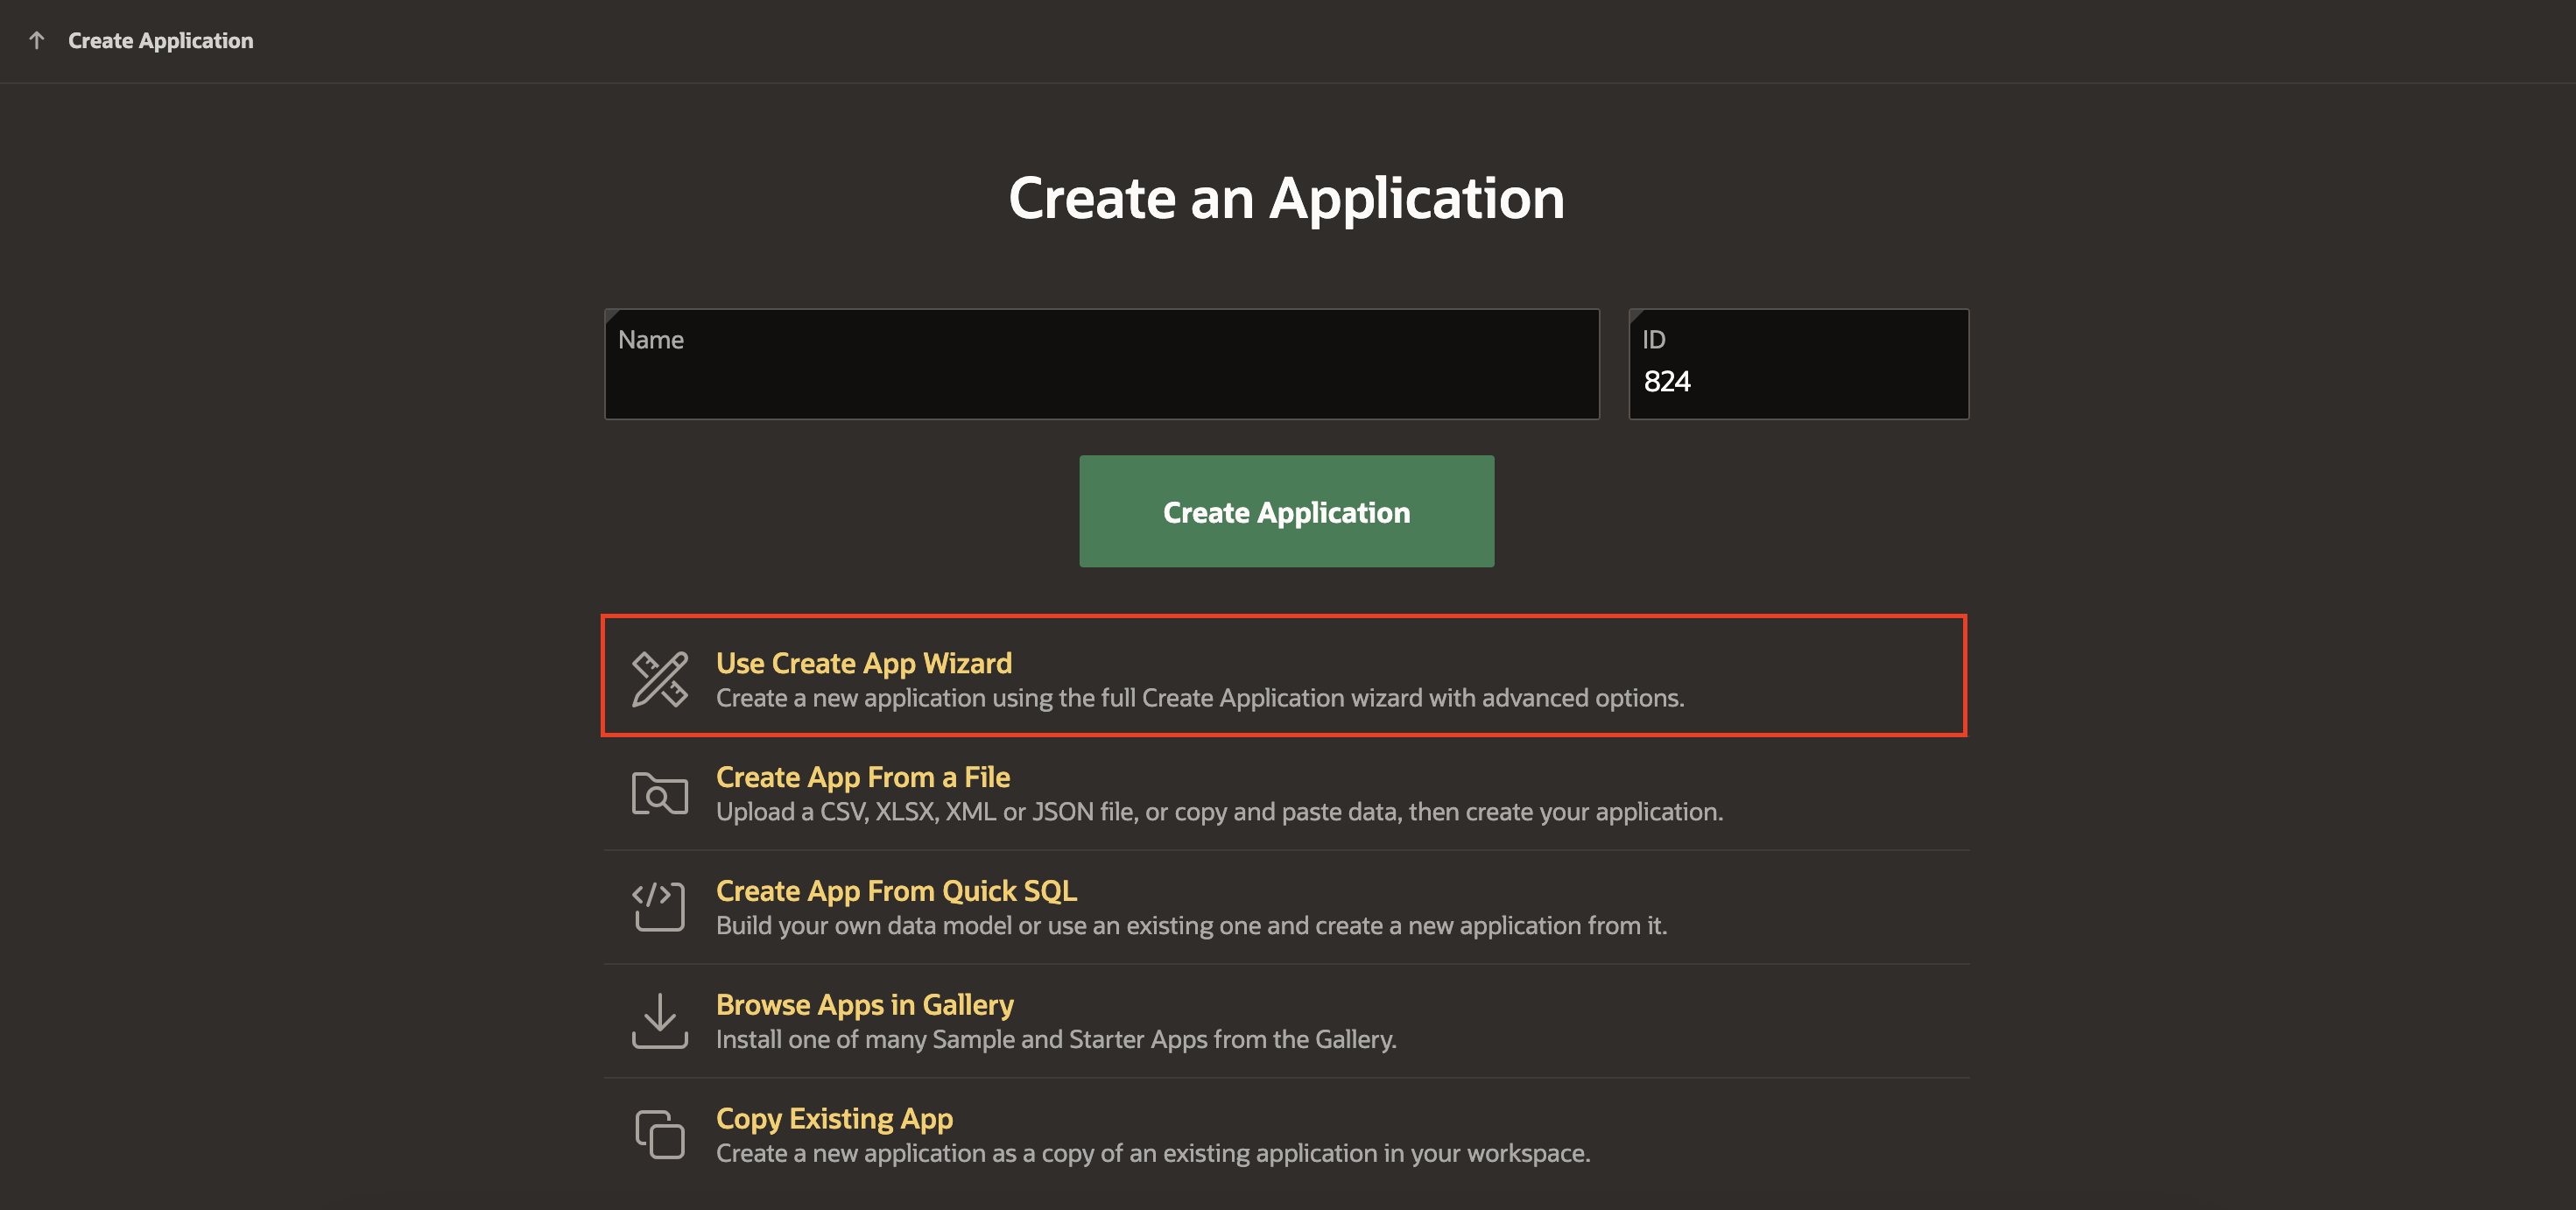 Create Application
Create an Application
Name
ID
824
Create Application
Use Create App Wizard
Create a new application using the full Create Application wizard with advanced options.
Create App From a File
Upload a CSV, XLSX, XML or JSON file, or copy and paste data, then create your application.
Create App From Quick SQL
Build your own data model or use an existing one and create a new application from it.
Browse Apps in Gallery
Install one of many Sample and Starter Apps from the Gallery.
Copy Existing App
Create a new application as a copy of an existing application in your workspace.